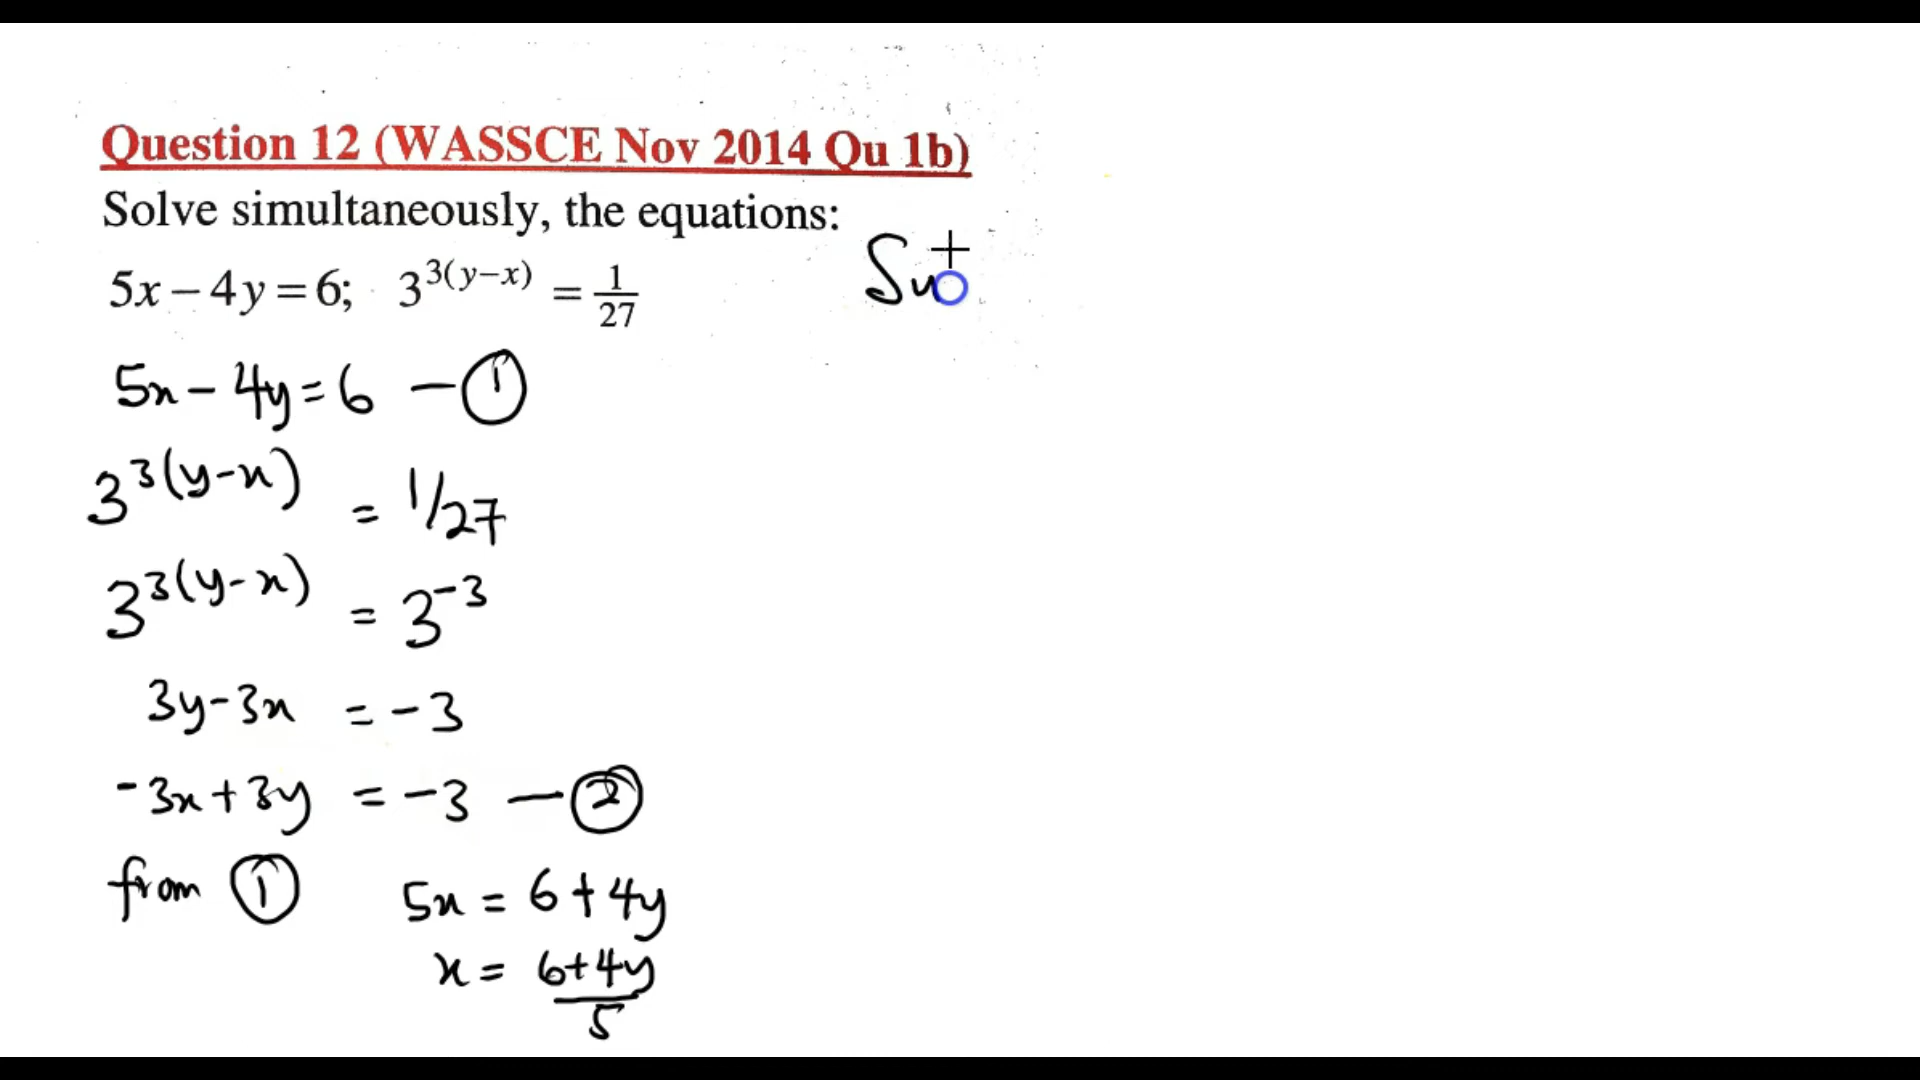 Question 12 (WASSCE Nov 2014 Qu 1b)
Solve simultaneously, the equations:
5x – 4y = 6; 3^{3(y–x)} = 1/27
5x – 4y = 6 — ①
3^{3(y-x)} = 1/27
3^{3(y-x)} = 3^{-3}
3y-3x = -3
-3x+3y = -3 — ②
from ① 5x = 6+4y
x = 6+4y/5